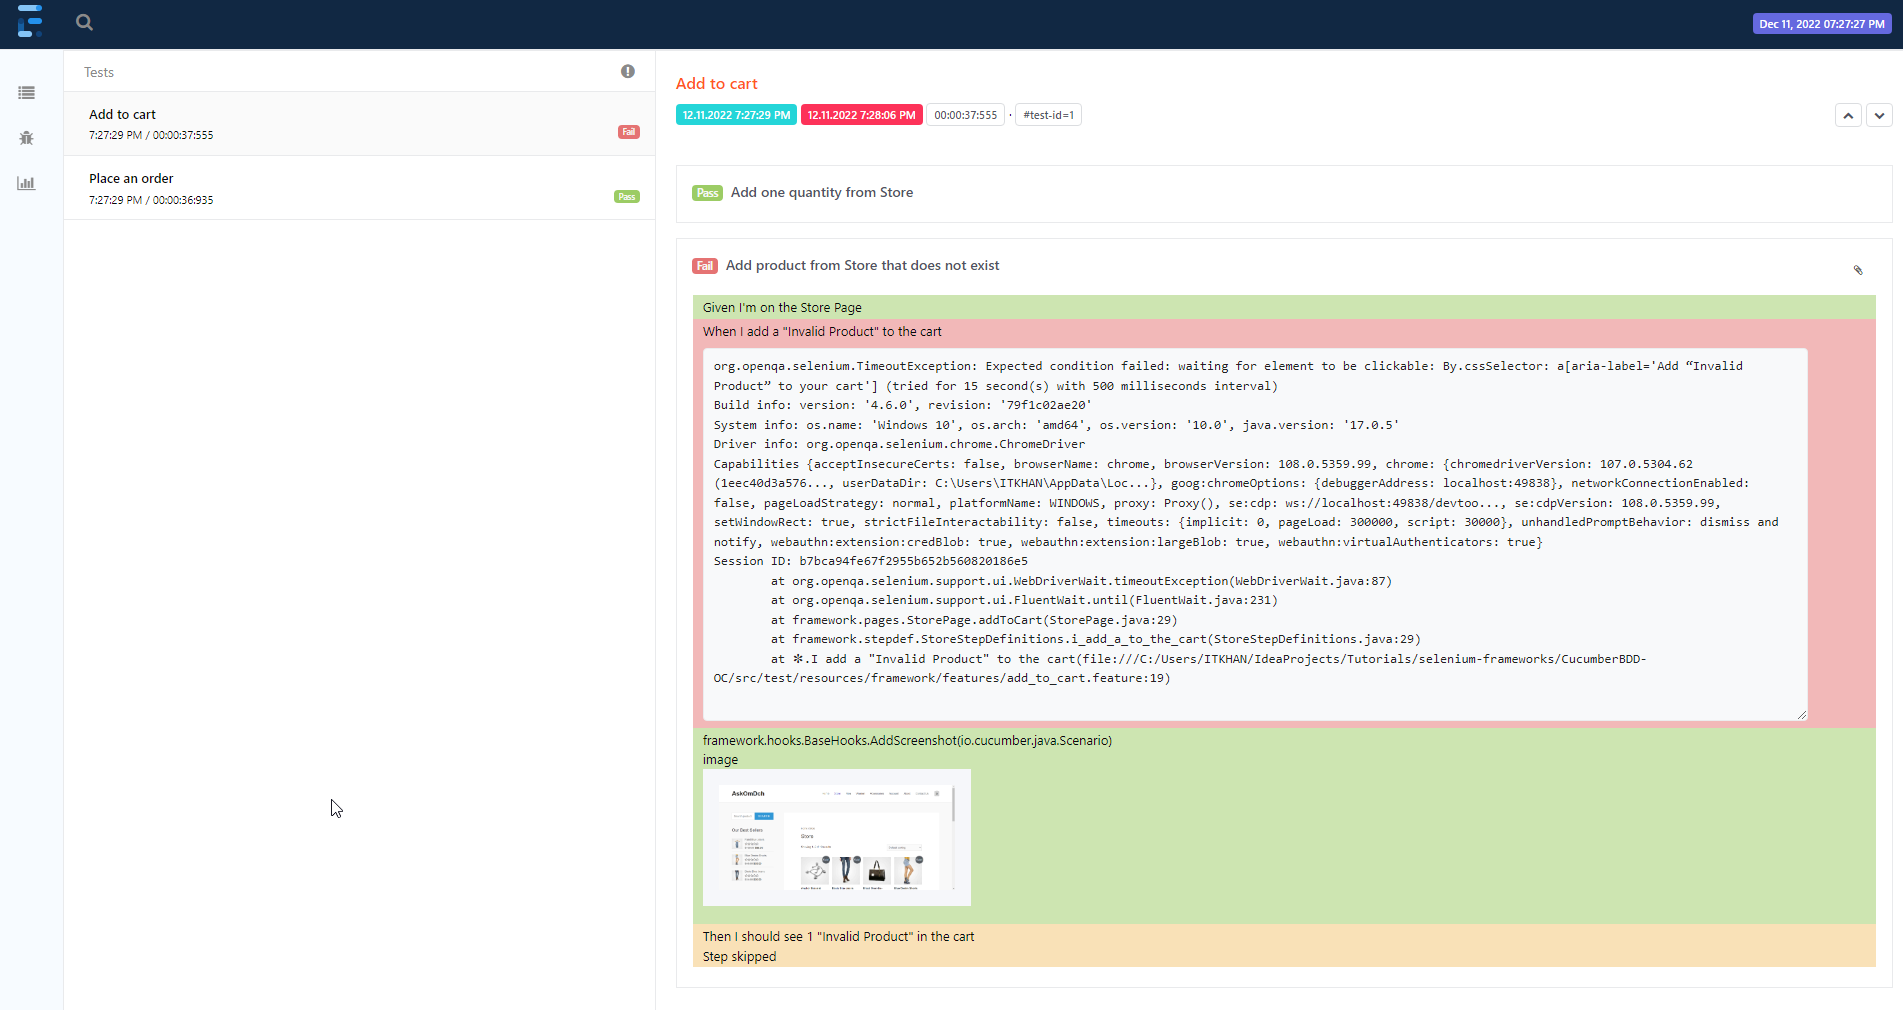 Dec 11, 2022 07:27:27 PM
Tests
Add to cart
7:27:29 PM / 00:00:37:555
Fail
Place an order
7:27:29 PM / 00:00:36:935
Pass
Add to cart
12.11.2022 7:27:29 PM 12.11.2022 7:28:06 PM 00:00:37:555 · #test-id=1
Pass Add one quantity from Store
Fail Add product from Store that does not exist
Given I'm on the Store Page
When I add a "Invalid Product" to the cart
org.openqa.selenium.TimeoutException: Expected condition failed: waiting for element to be clickable: By.cssSelector: a[aria-label='Add “Invalid
Product” to your cart'] (tried for 15 second(s) with 500 milliseconds interval)
Build info: version: '4.6.0', revision: '79f1c02ae20'
System info: os.name: 'Windows 10', os.arch: 'amd64', os.version: '10.0', java.version: '17.0.5'
Driver info: org.openqa.selenium.chrome.ChromeDriver
Capabilities {acceptInsecureCerts: false, browserName: chrome, browserVersion: 108.0.5359.99, chrome: {chromedriverVersion: 107.0.5304.62
(1eec40d3a576..., userDataDir: C:\Users\ITKHAN\AppData\Loc...}, goog:chromeOptions: {debuggerAddress: localhost:49838}, networkConnectionEnabled:
false, pageLoadStrategy: normal, platformName: WINDOWS, proxy: Proxy(), se:cdp: ws://localhost:49838/devtoo..., se:cdpVersion: 108.0.5359.99,
setWindowRect: true, strictFileInteractability: false, timeouts: {implicit: 0, pageLoad: 300000, script: 30000}, unhandledPromptBehavior: dismiss and
notify, webauthn:extension:credBlob: true, webauthn:extension:largeBlob: true, webauthn:virtualAuthenticators: true}
Session ID: b7bca94fe67f2955b652b560820186e5
at org.openqa.selenium.support.ui.WebDriverWait.timeoutException(WebDriverWait.java:87)
at org.openqa.selenium.support.ui.FluentWait.until(FluentWait.java:231)
at framework.pages.StorePage.addToCart(StorePage.java:29)
at framework.stepdef.StoreStepDefinitions.i_add_a_to_the_cart(StoreStepDefinitions.java:29)
at ✽.I add a "Invalid Product" to the cart(file:///C:/Users/ITKHAN/IdeaProjects/Tutorials/selenium-frameworks/CucumberBDD-
OC/src/test/resources/framework/features/add_to_cart.feature:19)
framework.hooks.BaseHooks.AddScreenshot(io.cucumber.java.Scenario)
image
AskOmDch
Our Best Sellers
Store
Then I should see 1 "Invalid Product" in the cart
Step skipped